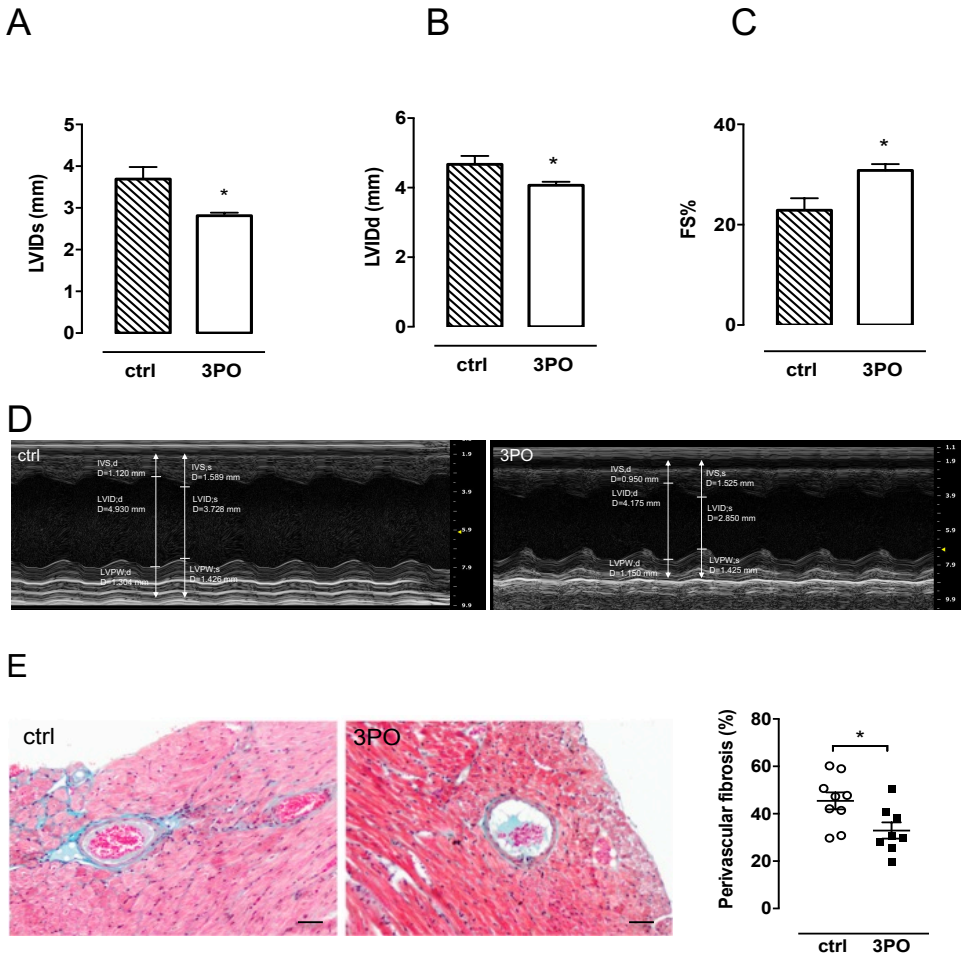 A
B
C
LVIDs (mm)
5
4
3
2
1
0
*
ctrl
3PO
LVIDd (mm)
6
4
2
0
*
ctrl
3PO
FS%
40
20
0
*
ctrl
3PO
D
ctrl
IVS,d
D=1.120 mm
IVS,s
D=1.589 mm
LVID;d
D=4.930 mm
LVID;s
D=3.728 mm
LVPW;d
D=1.304 mm
LVPW;s
D=1.426 mm
1.9
3.9
5.9
7.9
9.9
3PO
IVS,d
D=0.950 mm
IVS,s
D=1.525 mm
LVID;d
D=4.175 mm
LVID;s
D=2.850 mm
LVPW;d
D=1.150 mm
LVPW;s
D=1.425 mm
1.1
1.9
3.9
5.9
7.9
9.9
E
ctrl
3PO
Perivascular fibrosis (%)
80
60
40
20
0
*
ctrl
3PO